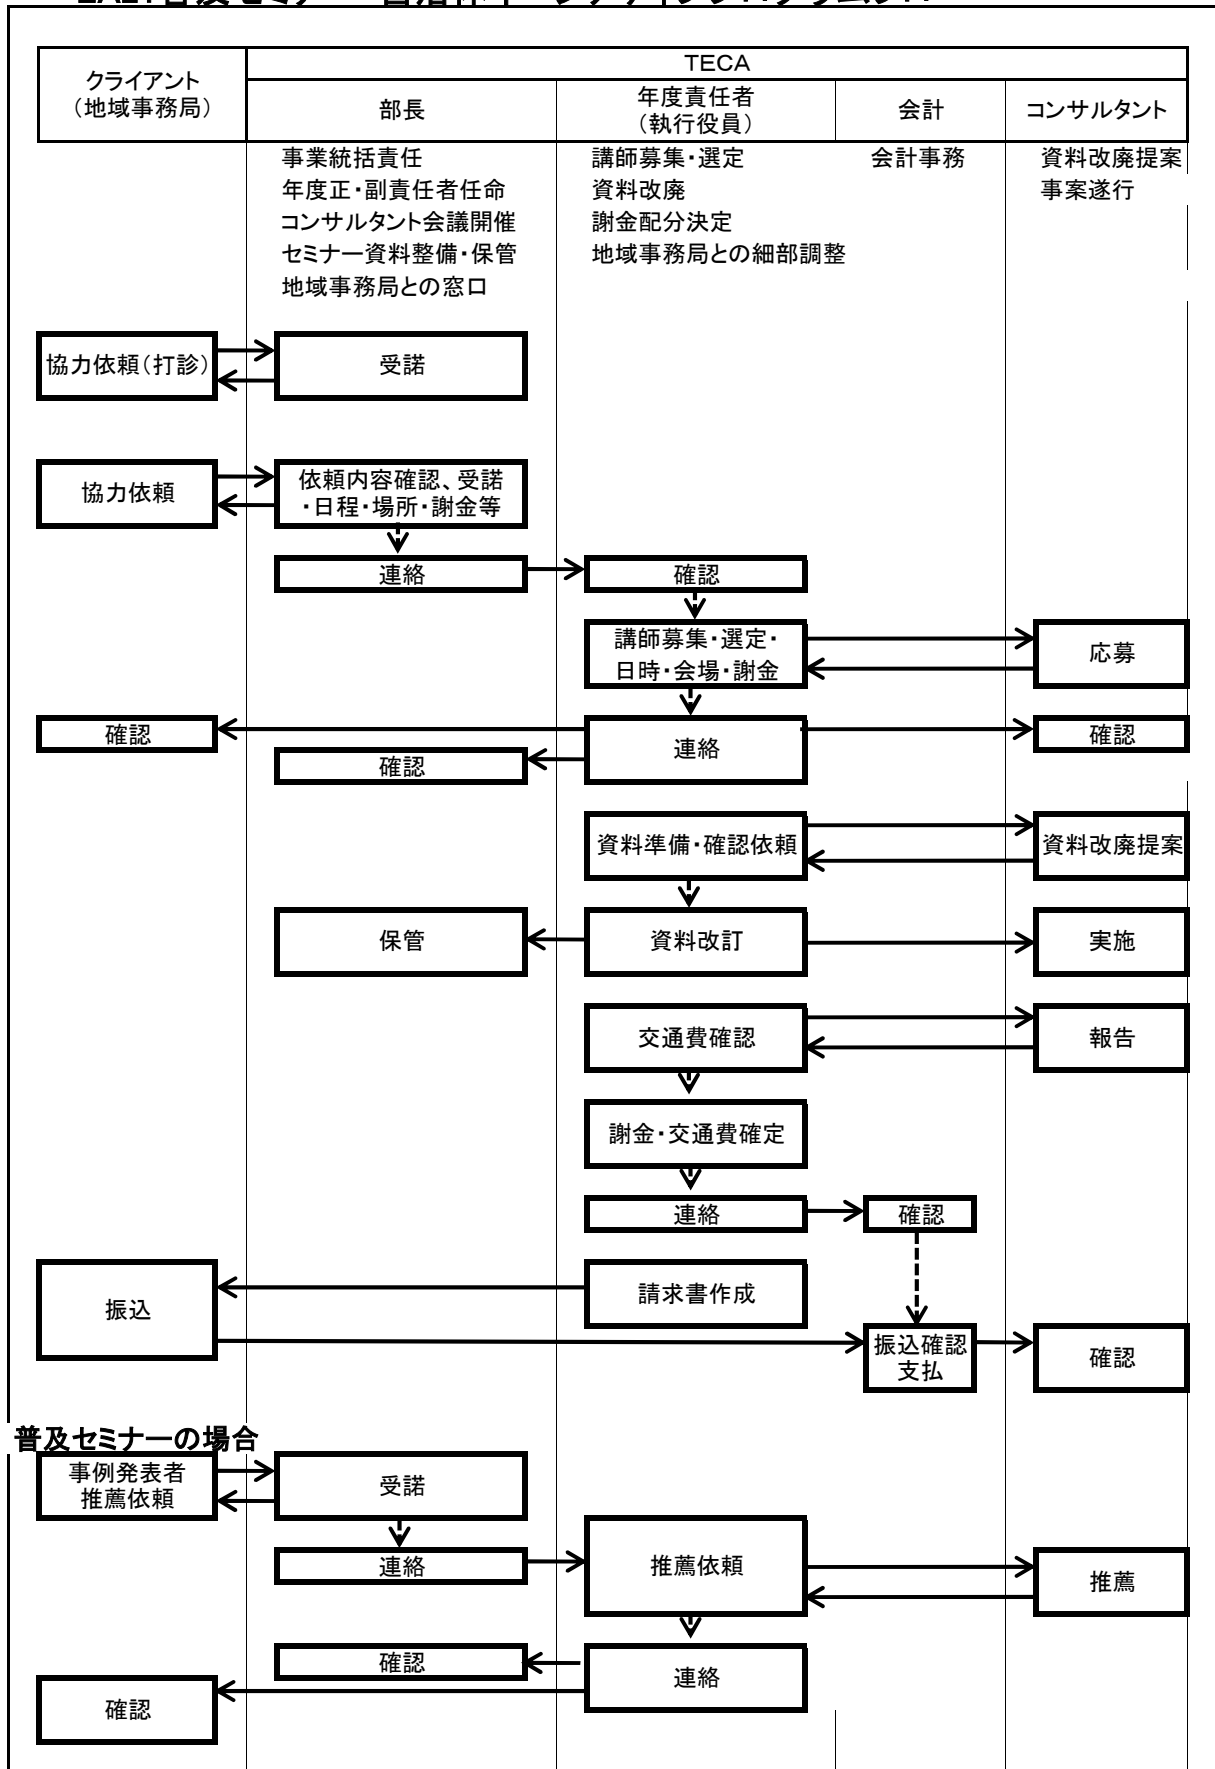 TECA
クライアント
（地域事務局）
部長
年度責任者
（執行役員）
会計
コンサルタント
事業統括責任
年度正・副責任者任命
コンサルタント会議開催
セミナー資料整備・保管
地域事務局との窓口
講師募集・選定
資料改廃
謝金配分決定
地域事務局との細部調整
会計事務
資料改廃提案
事案遂行
協力依頼（打診）
受諾
協力依頼
依頼内容確認、受諾
・日程・場所・謝金等
連絡
確認
講師募集・選定・
日時・会場・謝金
応募
確認
連絡
確認
確認
資料準備・確認依頼
資料改廃提案
保管
資料改訂
実施
交通費確認
報告
謝金・交通費確定
連絡
確認
振込
請求書作成
振込確認
支払
確認
普及セミナーの場合
事例発表者
推薦依頼
受諾
連絡
推薦依頼
推薦
確認
連絡
確認